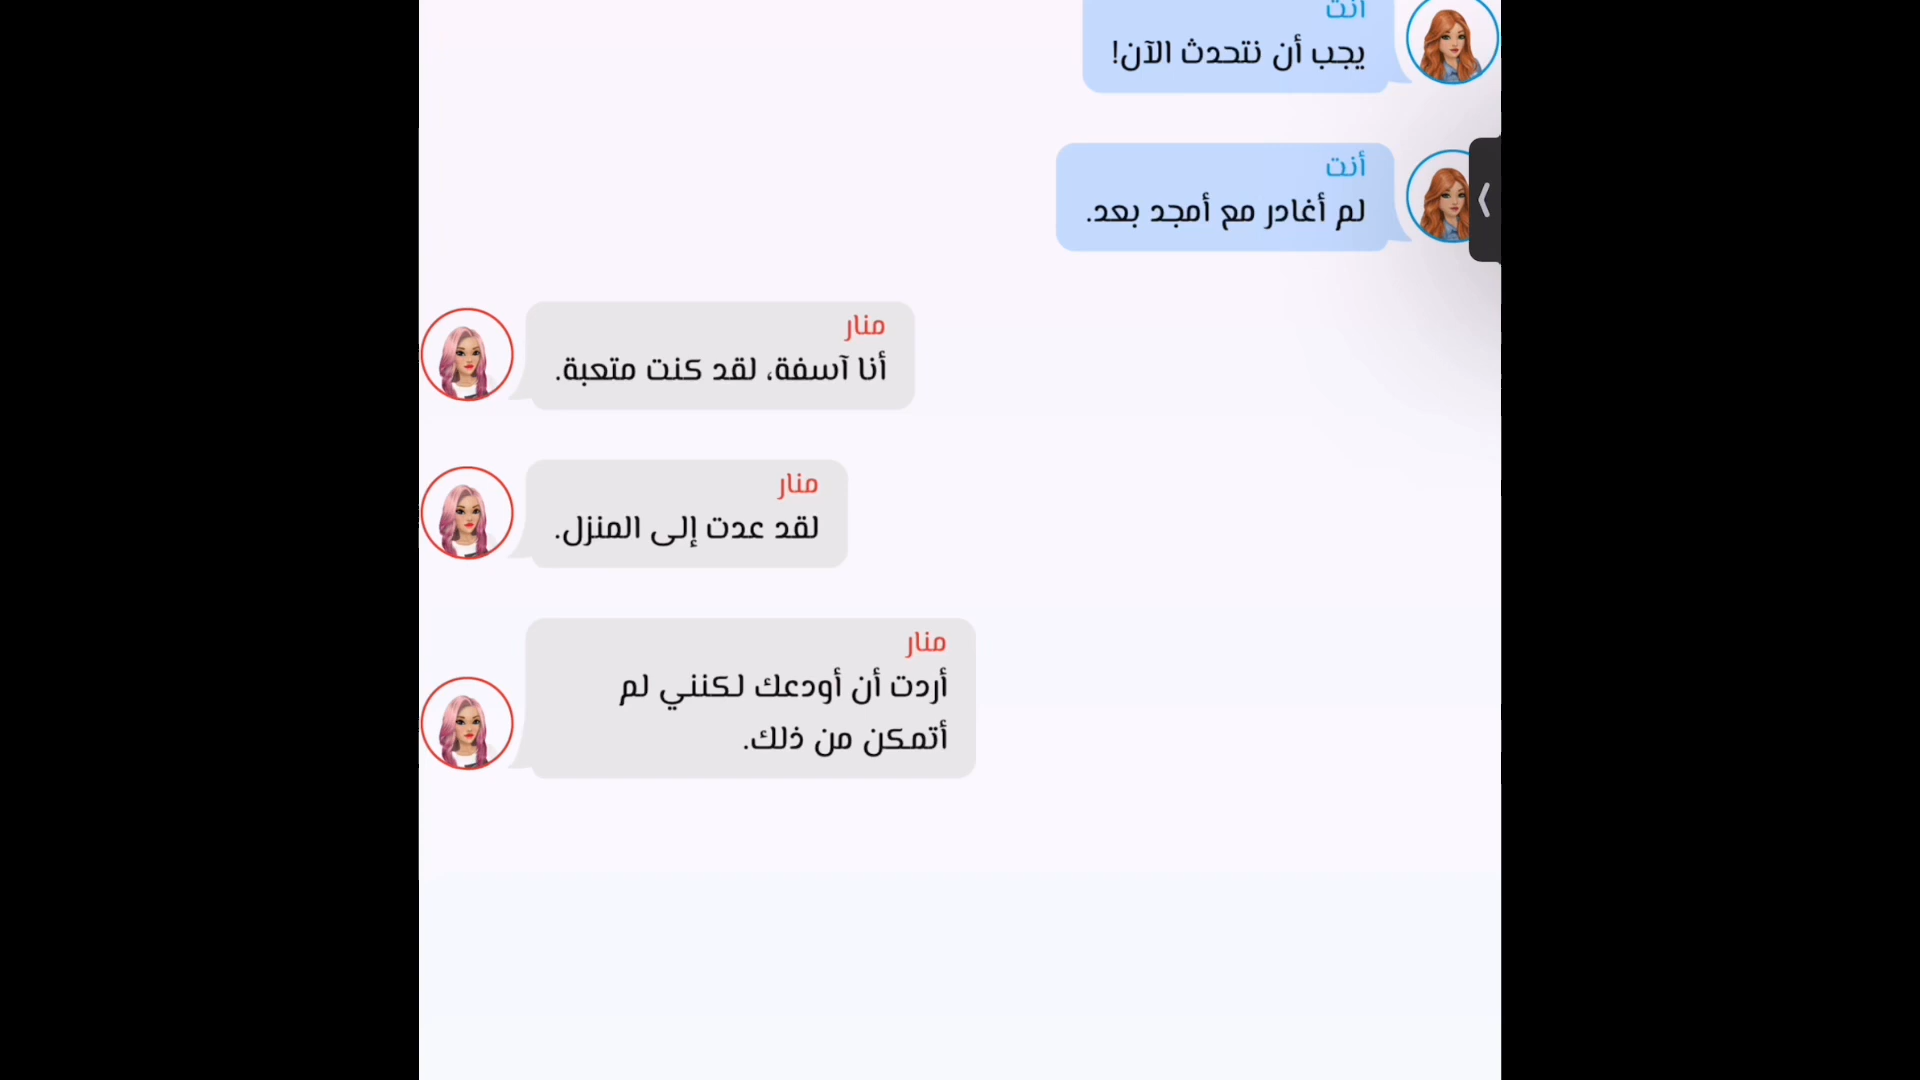 أنت
يجب أن نتحدث الآن!
أنت
لم أغادر مع أمجد بعد.
منار
أنا آسفة، لقد كنت متعبة.
منار
لقد عدت إلى المنزل.
منار
أردت أن أودعك لكنني لم
أتمكن من ذلك.